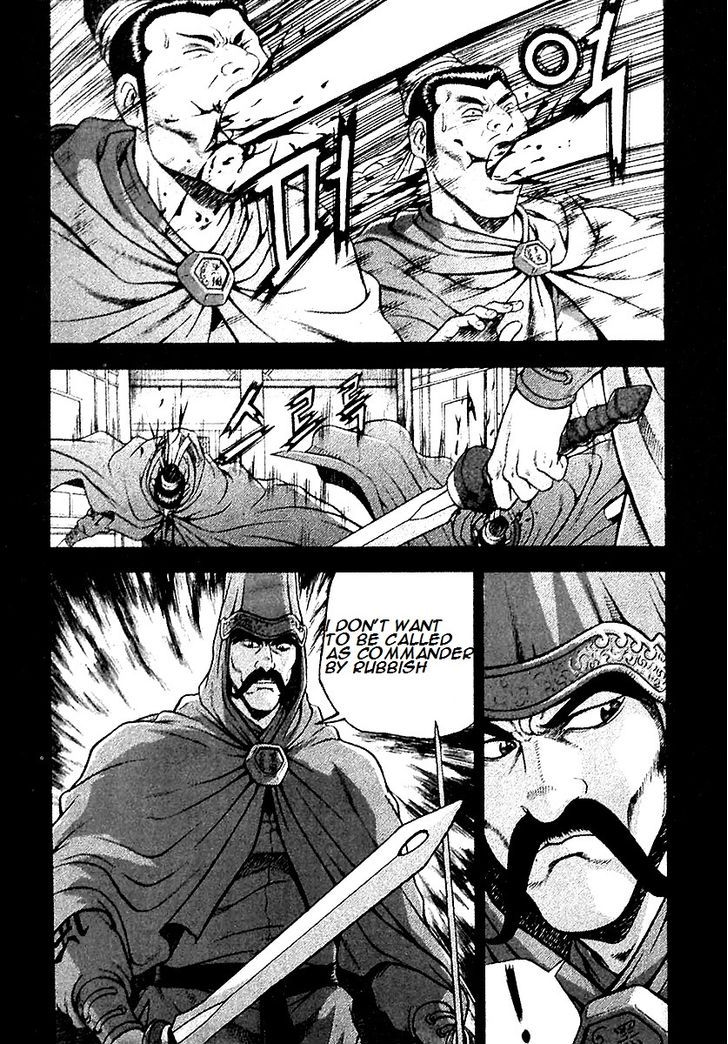 퍼
억
스르륵
I DON'T WANT
TO BE CALLED
AS COMMANDER
BY RUBBISH
!